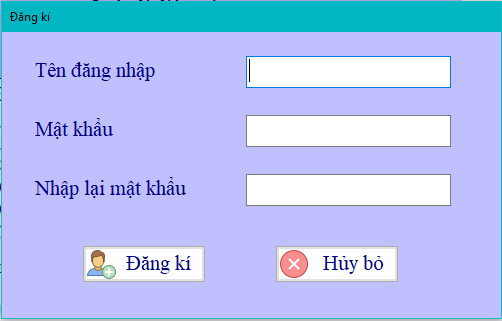 Đăng kí
Tên đăng nhập
Mật khẩu
Nhập lại mật khẩu
Đăng kí
Hủy bỏ